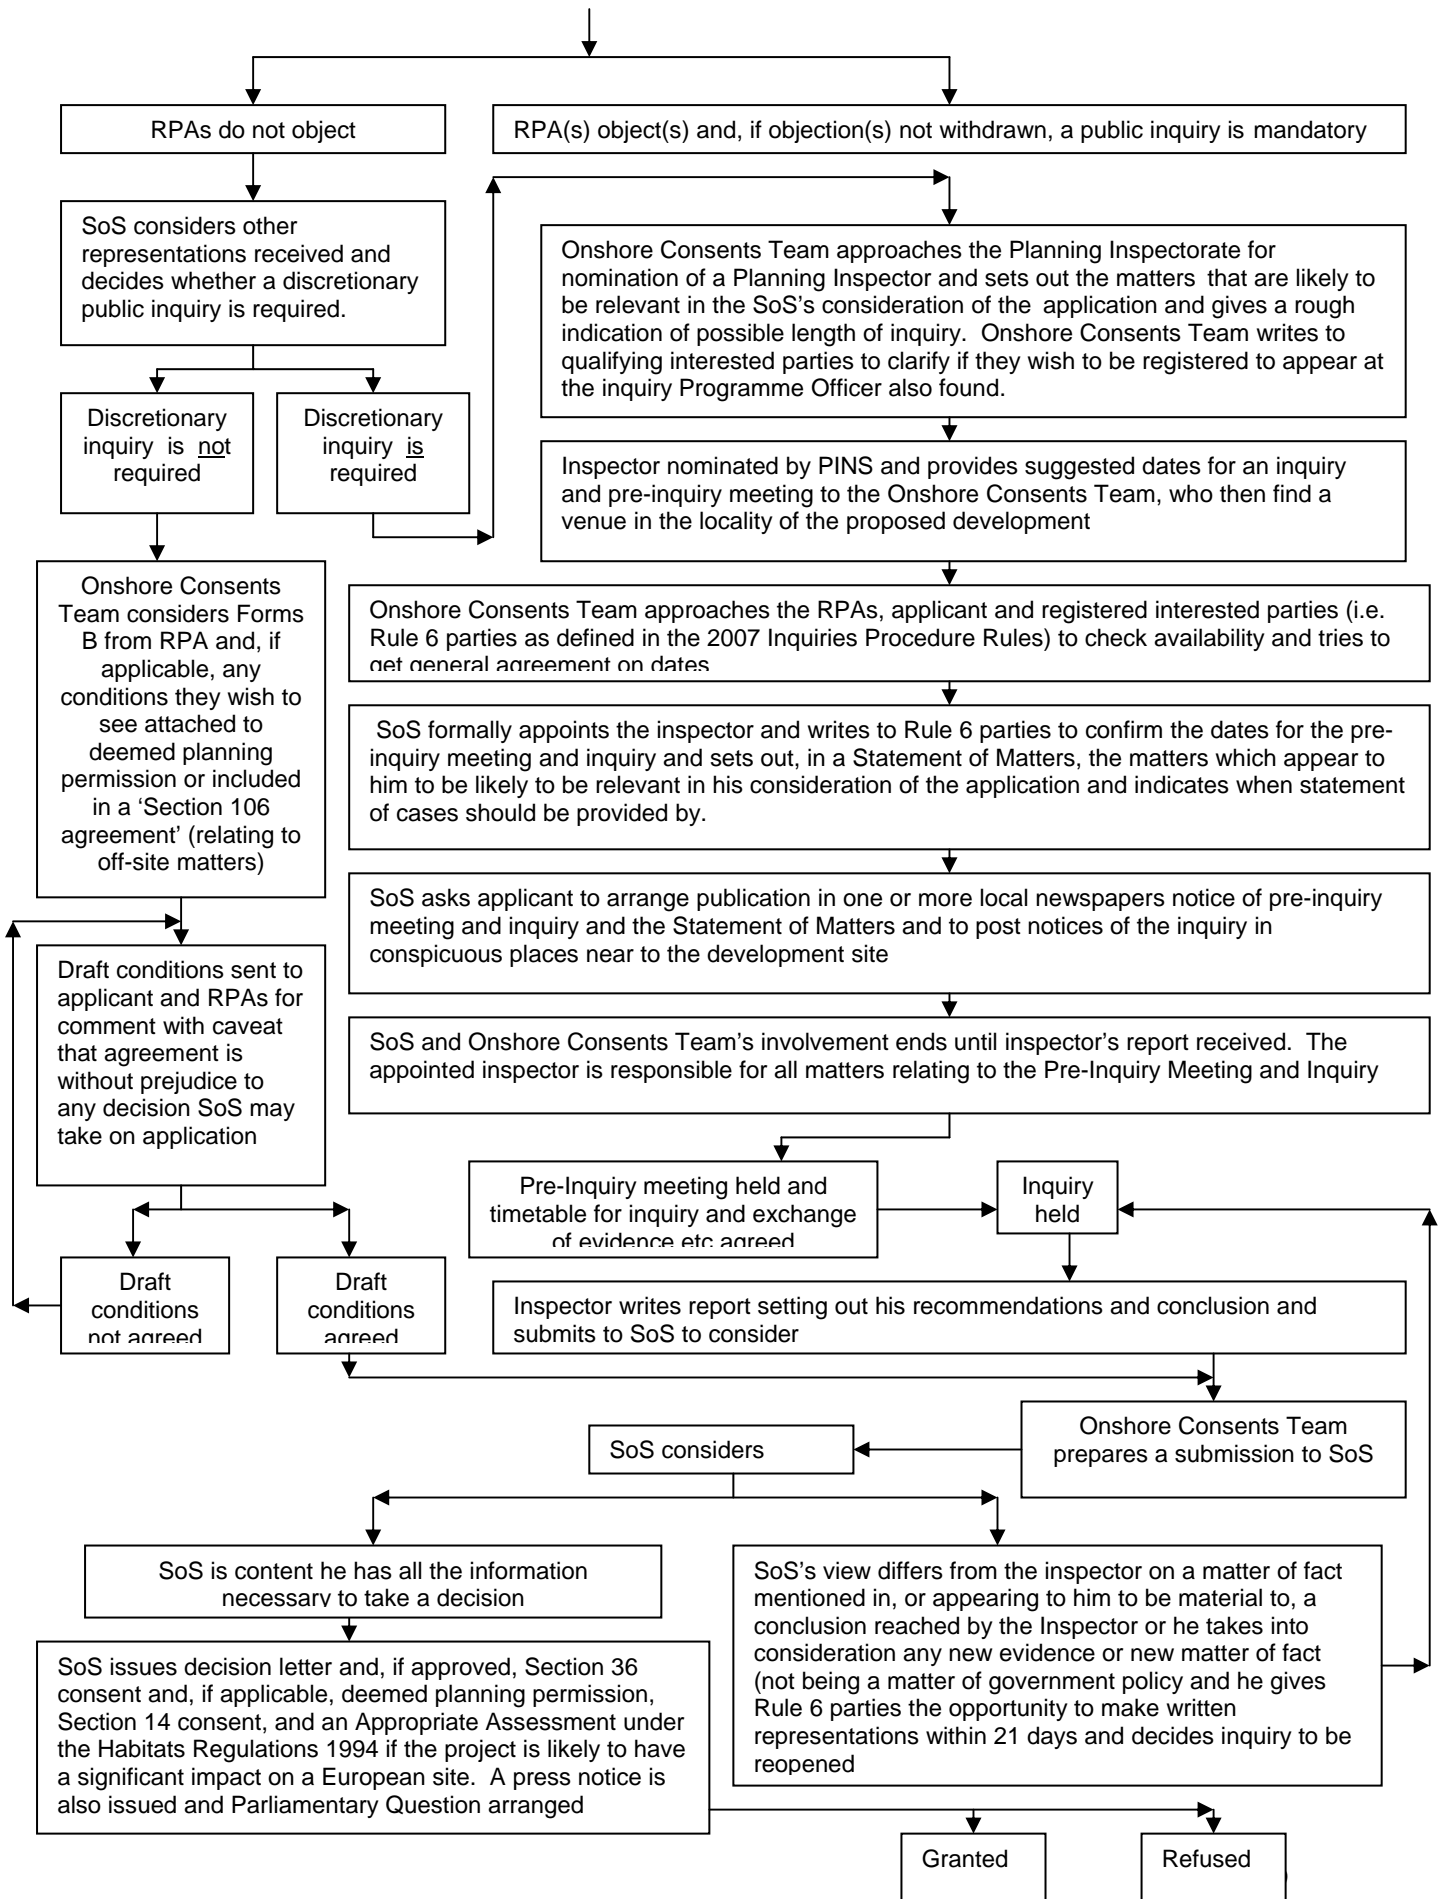 RPAs do not object
RPA(s) object(s) and, if objection(s) not withdrawn, a public inquiry is mandatory
SoS considers other
representations received and
decides whether a discretionary
public inquiry is required.
Onshore Consents Team approaches the Planning Inspectorate for
nomination of a Planning Inspector and sets out the matters that are likely to
be relevant in the SoS's consideration of the application and gives a rough
indication of possible length of inquiry. Onshore Consents Team writes to
qualifying interested parties to clarify if they wish to be registered to appear at
the inquiry Programme Officer also found.
Discretionary
inquiry is not
required
Discretionary
inquiry is
required
Inspector nominated by PINS and provides suggested dates for an inquiry
and pre-inquiry meeting to the Onshore Consents Team, who then find a
venue in the locality of the proposed development
Onshore Consents
Team considers Forms
B from RPA and, if
applicable, any
conditions they wish to
see attached to
deemed planning
permission or included
in a ‘Section 106
agreement’ (relating to
off-site matters)
Onshore Consents Team approaches the RPAs, applicant and registered interested parties (i.e.
Rule 6 parties as defined in the 2007 Inquiries Procedure Rules) to check availability and tries to
get general agreement on dates
SoS formally appoints the inspector and writes to Rule 6 parties to confirm the dates for the pre-
inquiry meeting and inquiry and sets out, in a Statement of Matters, the matters which appear to
him to be likely to be relevant in his consideration of the application and indicates when statement
of cases should be provided by.
SoS asks applicant to arrange publication in one or more local newspapers notice of pre-inquiry
meeting and inquiry and the Statement of Matters and to post notices of the inquiry in
conspicuous places near to the development site
Draft conditions sent to
applicant and RPAs for
comment with caveat
that agreement is
without prejudice to
any decision SoS may
take on application
SoS and Onshore Consents Team's involvement ends until inspector's report received. The
appointed inspector is responsible for all matters relating to the Pre-Inquiry Meeting and Inquiry
Pre-Inquiry meeting held and
timetable for inquiry and exchange
of evidence etc agreed
Inquiry
held
Draft
conditions
not agreed
Draft
conditions
agreed
Inspector writes report setting out his recommendations and conclusion and
submits to SoS to consider
Onshore Consents Team
prepares a submission to SoS
SoS considers
SoS is content he has all the information
necessary to take a decision
SoS's view differs from the inspector on a matter of fact
mentioned in, or appearing to him to be material to, a
conclusion reached by the Inspector or he takes into
consideration any new evidence or new matter of fact
(not being a matter of government policy and he gives
Rule 6 parties the opportunity to make written
representations within 21 days and decides inquiry to be
reopened
SoS issues decision letter and, if approved, Section 36
consent and, if applicable, deemed planning permission,
Section 14 consent, and an Appropriate Assessment under
the Habitats Regulations 1994 if the project is likely to have
a significant impact on a European site. A press notice is
also issued and Parliamentary Question arranged
Granted
Refused